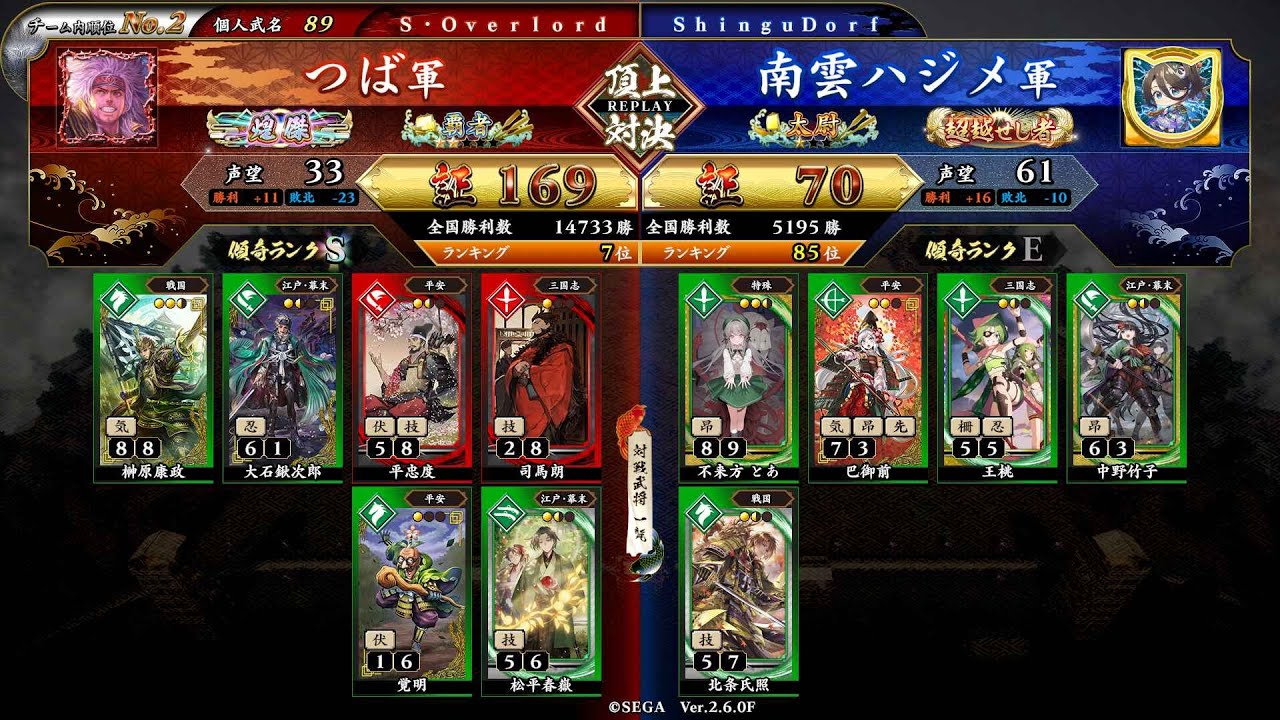 チーム内順位 No.2 個人武名 89 S・Overlord ShinguDorf
つば軍 頂上 南雲ハジメ軍
REPLAY
対決
煌傑 覇者 太尉 超越せし者
声望 33 証 169 証 70 声望 61
勝利 +11 敗北 -23 勝利 +16 敗北 -10
全国勝利数 14733勝 全国勝利数 5195勝
傾奇ランク S ランキング 7位 ランキング 85位 傾奇ランク E
戦国 江戸・幕末 平安 三国志 特殊 平安 三国志 江戸・幕末
気 忍 伏 技 技 昂 気 昂 先 柵 忍 昂
8 8 6 1 5 8 2 8 8 9 7 3 5 5 6 3
榊原康政 大石鍬次郎 平忠度 司馬朗 不来方 とあ 巴御前 王桃 中野竹子
対戦武将一覧
平安 江戸・幕末 戦国
伏 技 技
1 6 5 6 5 7
覚明 松平春嶽 北条氏照
©SEGA Ver.2.6.0F